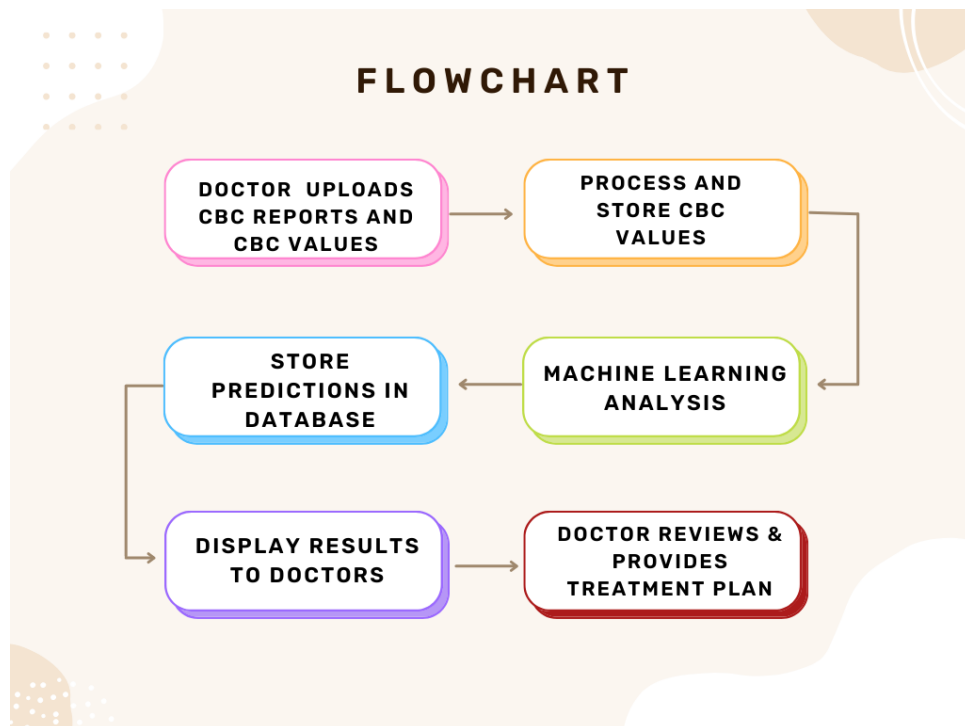 FLOWCHART
DOCTOR UPLOADS
CBC REPORTS AND
CBC VALUES
PROCESS AND
STORE CBC
VALUES
MACHINE LEARNING
ANALYSIS
STORE
PREDICTIONS IN
DATABASE
DISPLAY RESULTS
TO DOCTORS
DOCTOR REVIEWS &
PROVIDES
TREATMENT PLAN